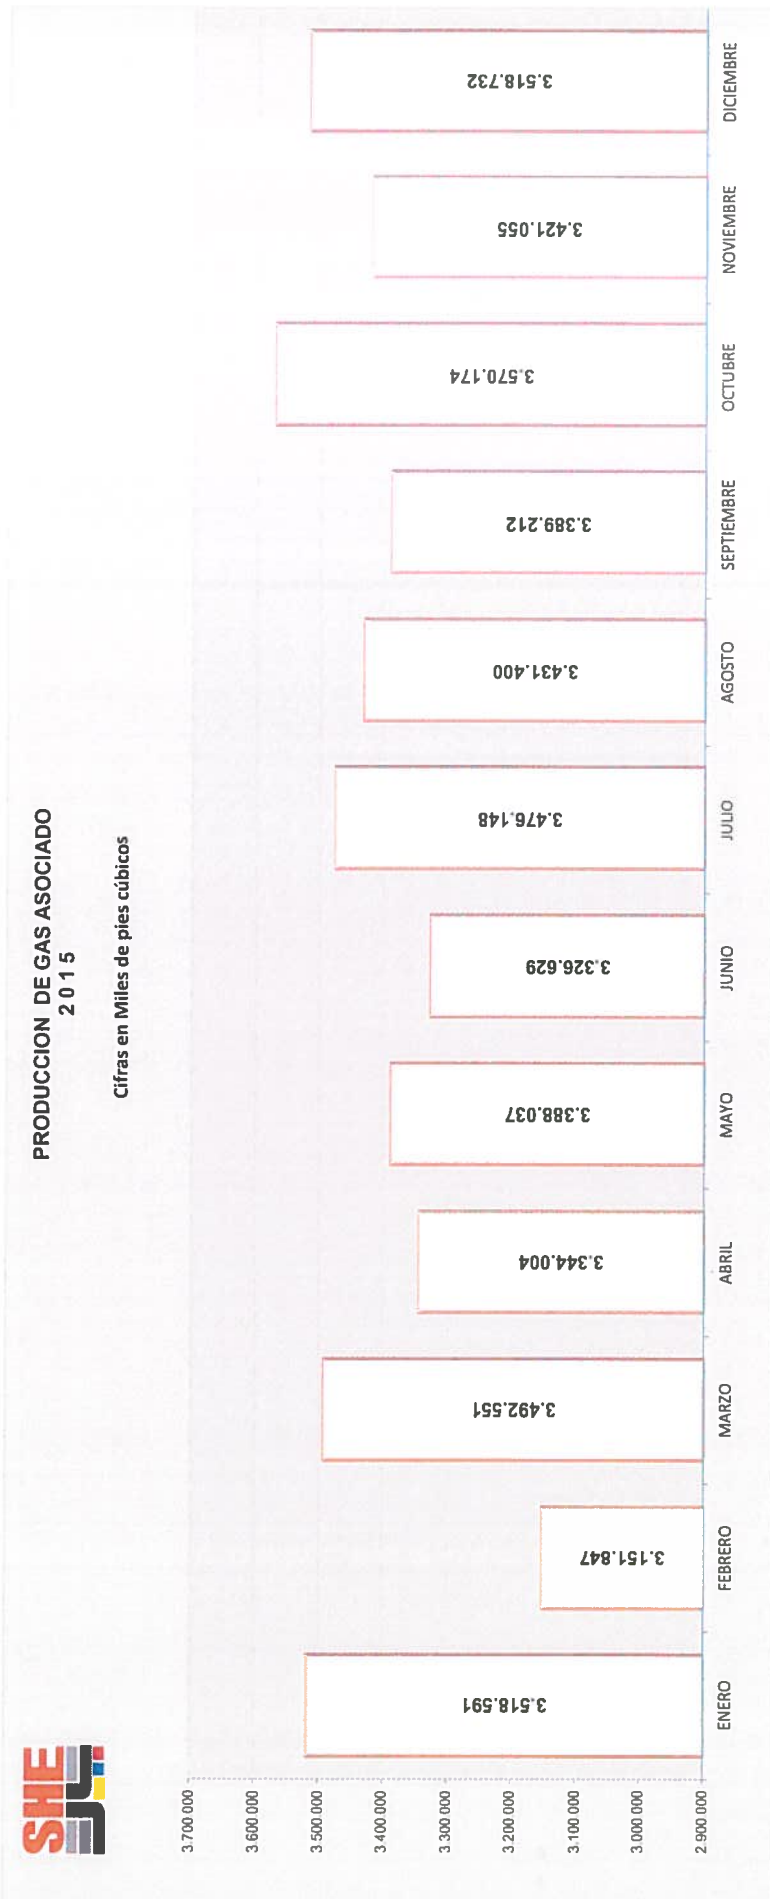 SHE
PRODUCCION DE GAS ASOCIADO
2 0 1 5
Cifras en Miles de pies cúbicos
3.700 000
3.600 000
3 500 000
3.400 000
3.300 000
3.200 000
3.100 000
3.000 000
2.900 000
3.518.591
3.151.847
3.492.551
3.344.004
3.388.037
3.326.629
3.476.148
3.431.400
3.389.212
3.570.174
3.421.055
3.518.732
ENERO
FEBRERO
MARZO
ABRIL
MAYO
JUNIO
JULIO
AGOSTO
SEPTIEMBRE
OCTUBRE
NOVIEMBRE
DICIEMBRE